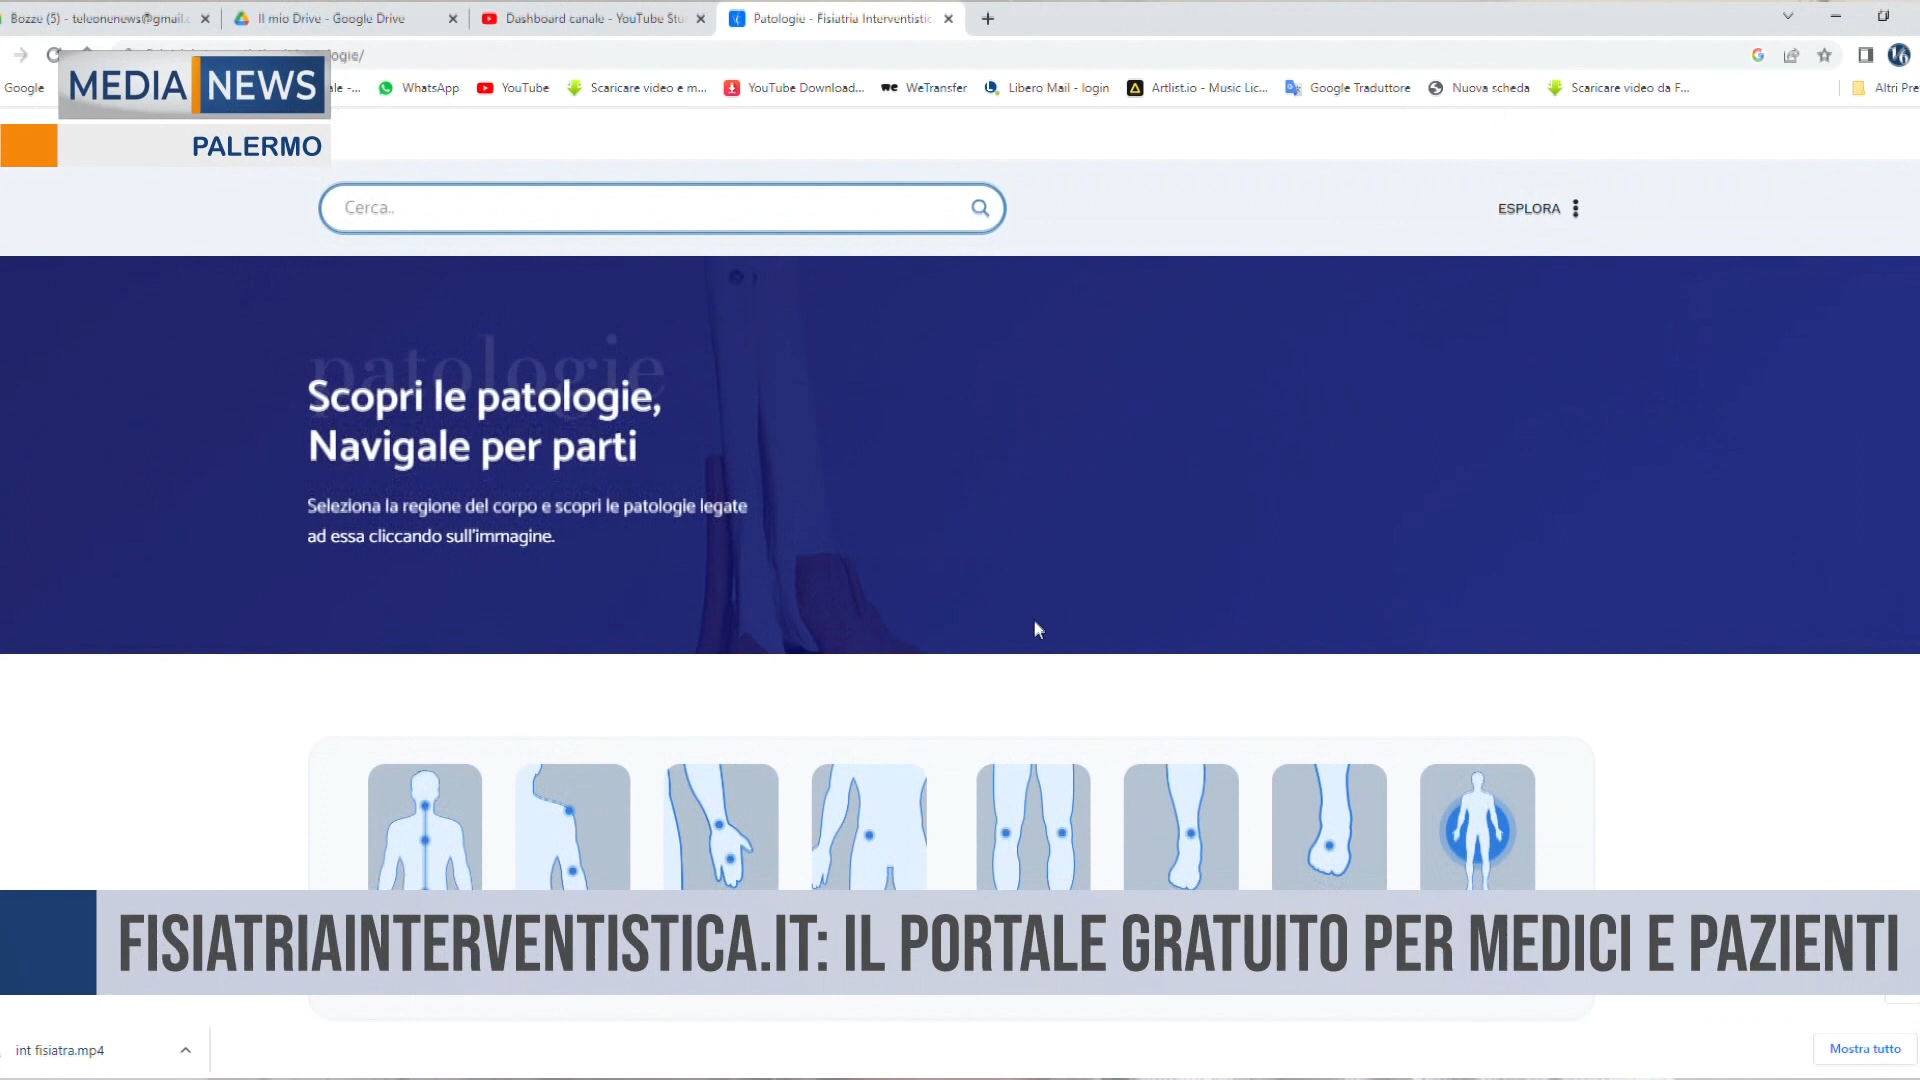 Bozze (5) - teleonenews@gmail.
Il mio Drive - Google Drive
Dashboard canale - YouTube Stu
Patologie - Fisiatria Interventistic
ogie/
MEDIA NEWS
PALERMO
Google
ale -...
WhatsApp
YouTube
Scaricare video e m...
YouTube Download...
WeTransfer
Libero Mail - login
Artlist.io - Music Lic...
Google Traduttore
Nuova scheda
Scaricare video da F...
Altri Pre
Cerca..
ESPLORA
patologie
Scopri le patologie,
Navigale per parti
Seleziona la regione del corpo e scopri le patologie legate
ad essa cliccando sull'immagine.
FISIATRIAINTERVENTISTICA.IT: IL PORTALE GRATUITO PER MEDICI E PAZIENTI
int fisiatra.mp4
Mostra tutto